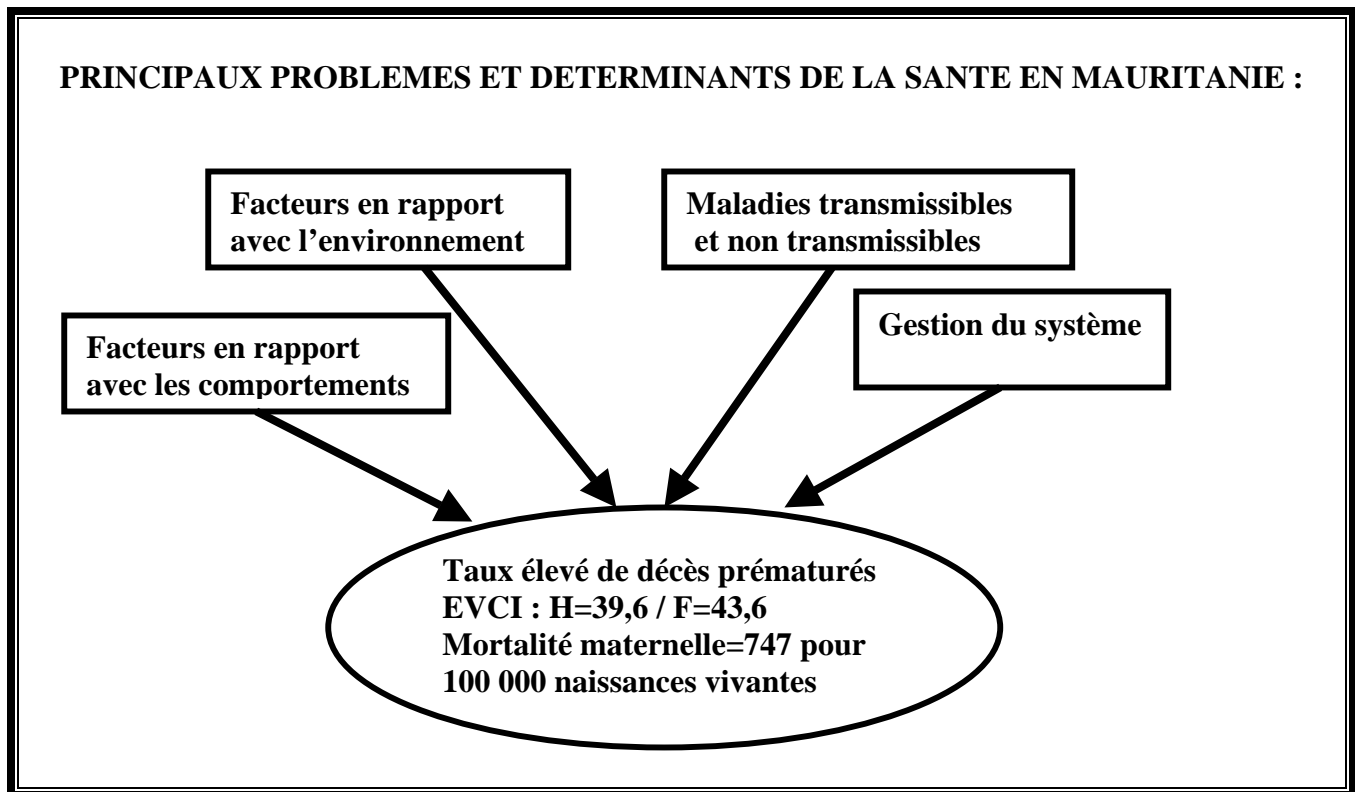 PRINCIPAUX PROBLEMES ET DETERMINANTS DE LA SANTE EN MAURITANIE :
Facteurs en rapport
avec l’environnement
Maladies transmissibles
et non transmissibles
Facteurs en rapport
avec les comportements
Gestion du système
Taux élevé de décès prématurés
EVCI : H=39,6 / F=43,6
Mortalité maternelle=747 pour
100 000 naissances vivantes